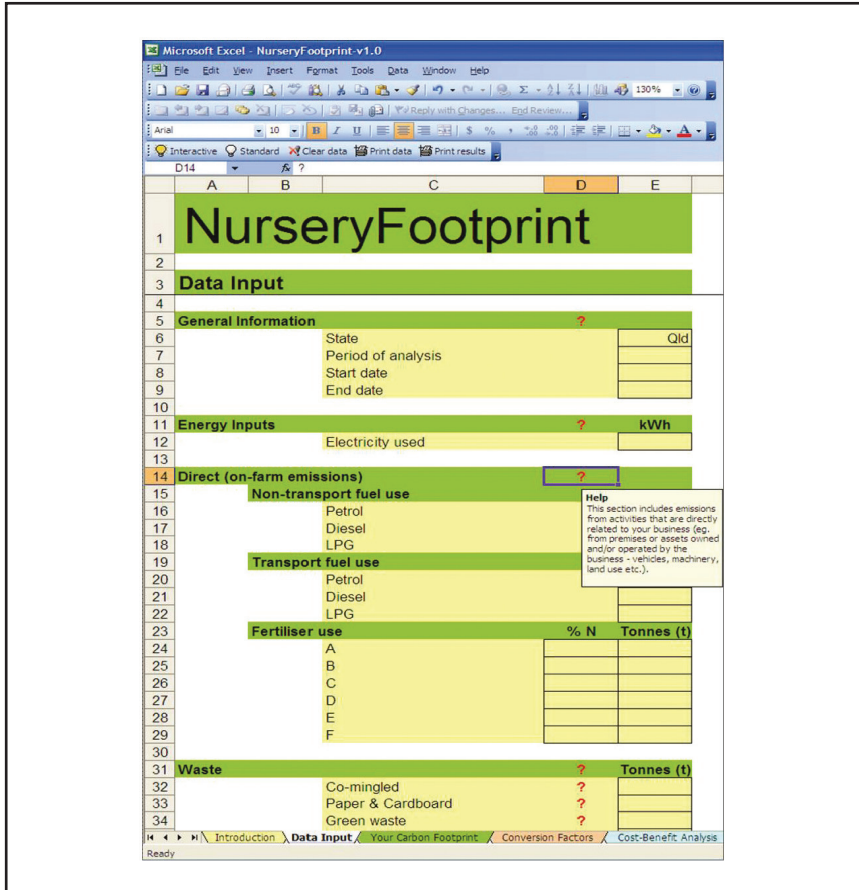 Microsoft Excel - NurseryFootprint-v1.0
File Edit View Insert Format Tools Data Window Help
130%
Reply with Changes... End Review...
Arial 10 B I U $ % ,
Interactive Standard Clear data Print data Print results
D14 fx ?
A B C D E
1 NurseryFootprint
2
3 Data Input
4
5 General Information ?
6 State Qld
7 Period of analysis
8 Start date
9 End date
10
11 Energy Inputs ? kWh
12 Electricity used
13
14 Direct (on-farm emissions) ?
15 Non-transport fuel use
16 Petrol
17 Diesel
18 LPG
19 Transport fuel use
20 Petrol
21 Diesel
22 LPG
Help
This section includes emissions
from activities that are directly
related to your business (eg.
from premises or assets owned
and/or operated by the
business - vehicles, machinery,
land use etc.).
23 Fertiliser use % N Tonnes (t)
24 A
25 B
26 C
27 D
28 E
29 F
30
31 Waste ? Tonnes (t)
32 Co-mingled ?
33 Paper & Cardboard ?
34 Green waste ?
Introduction Data Input Your Carbon Footprint Conversion Factors Cost-Benefit Analysis
Ready